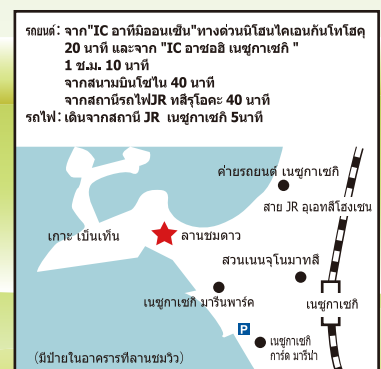 รถยนต์: จาก"IC อาทีมิออนเซ็น"ทางด่วนนิโฮนไคเอนกันโทโฮคุ
20 นาที และจาก "IC อาซอฮิ เนซูกาเซกิ "
1 ช.ม. 10 นาที
จากสนามบินโชไน 40 นาที
จากสถานีรถไฟJR ทสึรุโอคะ 40 นาที
รถไฟ: เดินจากสถานี JR เนซูกาเซกิ 5นาที
ค่ายรถยนต์ เนซูกาเซกิ
สาย JR อุเอทสึโฮงเซน
เกาะ เบ็นเท็น
ลานชมดาว
สวนเนนจุโนมาทสึ
เนซูกาเซกิ มารีนพาร์ค
เนซูกาเซกิ
P
เนซูกาเซกิ
การ์ด มารีน่า
(มีป้ายในอาคารที่ลานชมวิว)